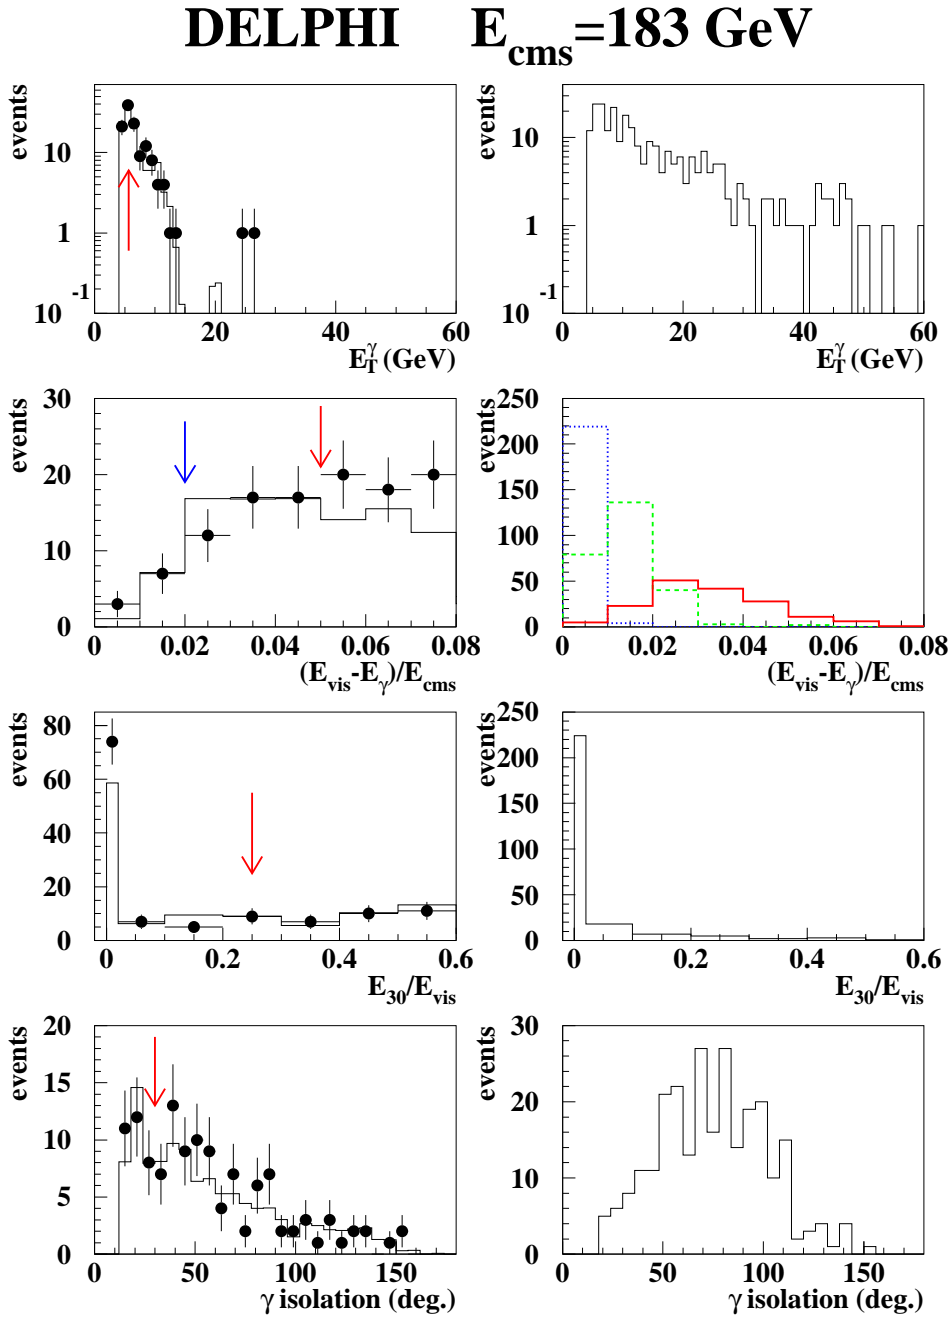 DELPHI E_cms=183 GeV
events
10
1
10^-1
0 20 40 60
E_T^γ (GeV)
events
10
1
10^-1
0 20 40 60
E_T^γ (GeV)
events
30
20
10
0
0 0.02 0.04 0.06 0.08
(E_vis-E_γ)/E_cms
events
250
200
150
100
50
0
0 0.02 0.04 0.06 0.08
(E_vis-E_γ)/E_cms
events
80
60
40
20
0
0 0.2 0.4 0.6
E_30/E_vis
events
250
200
150
100
50
0
0 0.2 0.4 0.6
E_30/E_vis
events
20
15
10
5
0
0 50 100 150
γ isolation (deg.)
events
30
20
10
0
0 50 100 150
γ isolation (deg.)